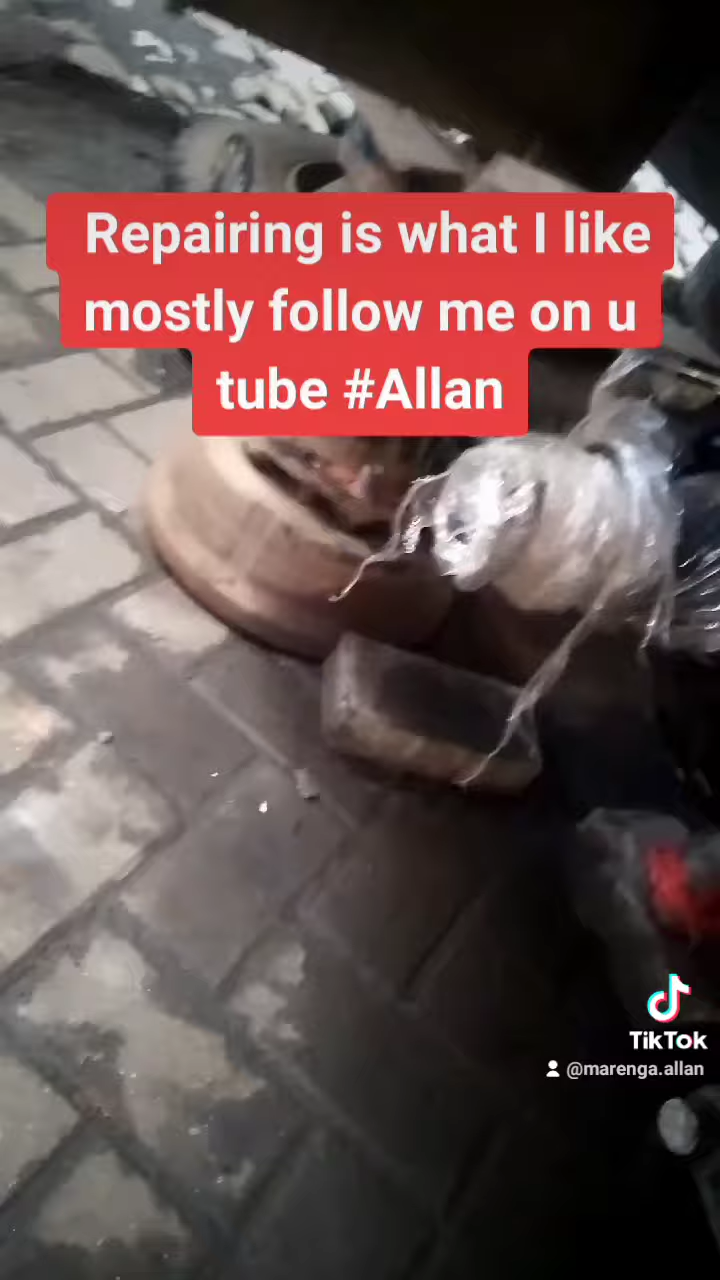 Repairing is what I like
mostly follow me on u
tube #Allan
TikTok
@marenga.allan